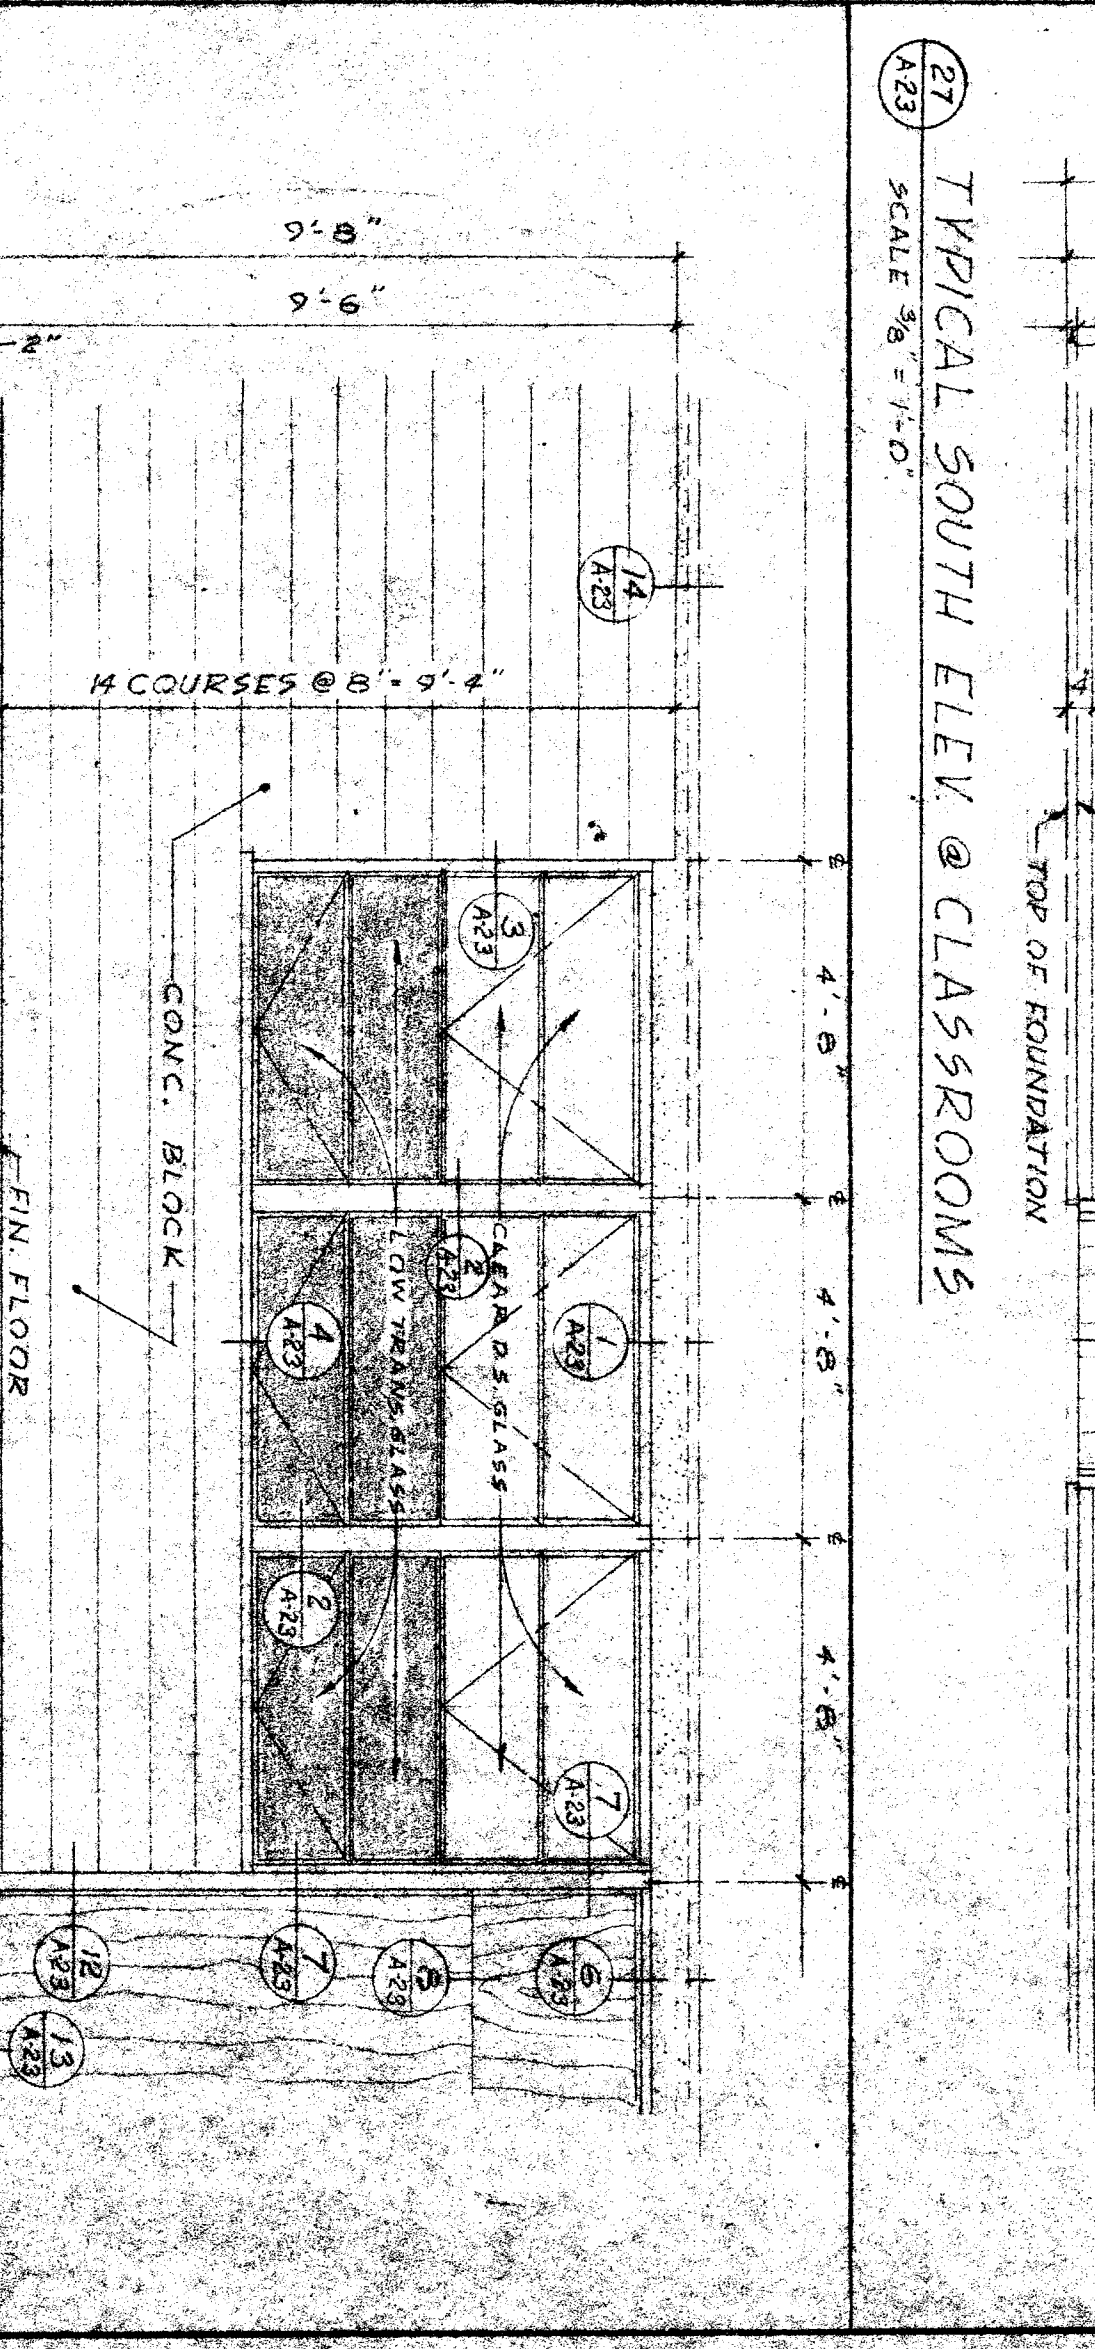 27
A-23
TYPICAL SOUTH ELEV. @ CLASSROOMS
SCALE 3/8" = 1'-0"
TOP OF FOUNDATION
4"
9'-8"
9'-6"
-2"
14
A-23
14 COURSES @ 8" = 9'-4"
CONC. BLOCK
FIN. FLOOR
4'-8"
4'-8"
4'-8"
3
A-23
2
A-23
1
A-23
4
A-23
CLEAR D.S. GLASS
LOW TRANS. GLASS
2
A-23
7
A-23
6
A-23
8
A-23
7
A-23
12
A-23
13
A-23